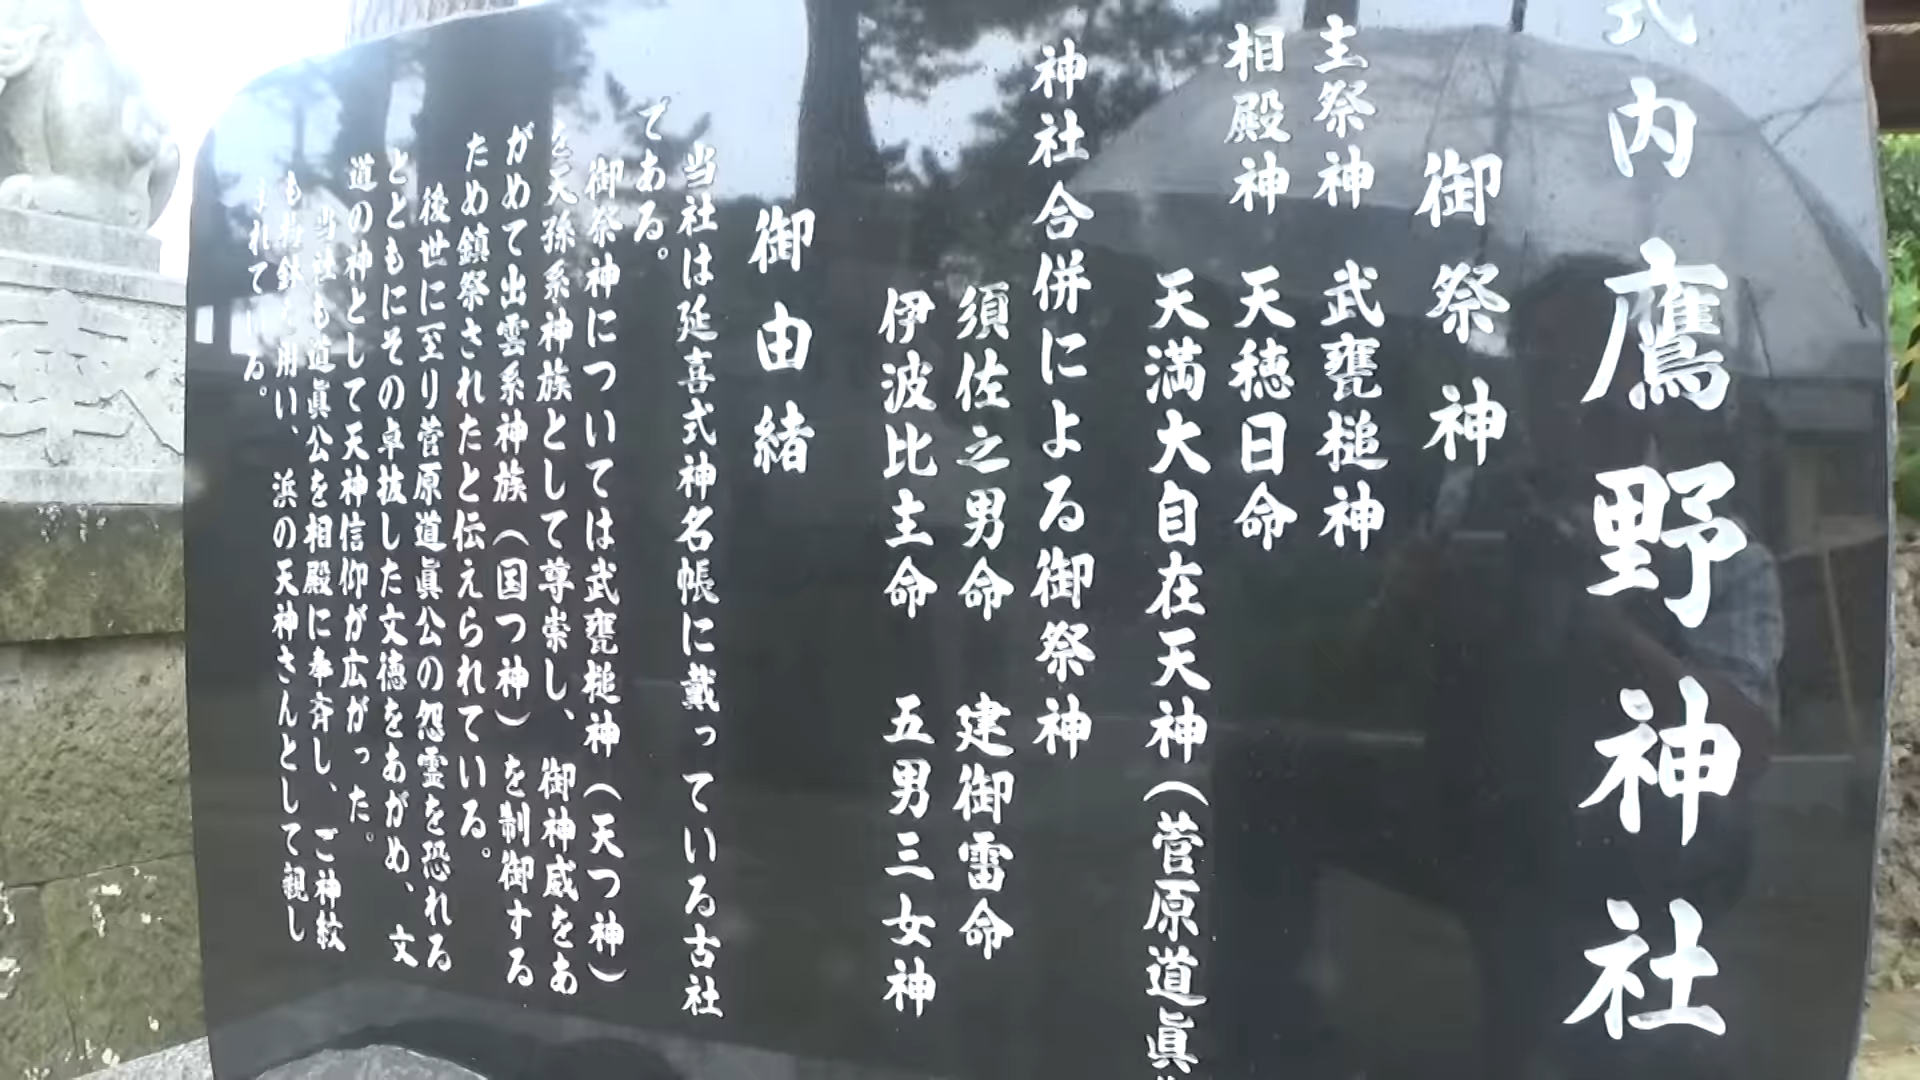 式内 鷹野神社
御祭神
主祭神 武甕槌神
相殿神 天穂日命
天満大自在天神(菅原道眞
神社合併による御祭神
須佐之男命 建御雷命
伊波比主命 五男三女神
御由緒
当社は延喜式神名帳に戴っている古社
である。
御祭神については武甕槌神(天つ神)
を天孫系神族として尊崇し、御神威をあ
がめて出雲系神族(国つ神)を制御する
ため鎮祭されたと伝えられている。
後世に至り菅原道眞公の怨霊を恐れる
とともにその卓抜した文徳をあがめ、文
道の神として天神信仰が広がった。
当社も道眞公を相殿に奉斉し、ご神紋
も梅鉢を用い、浜の天神さんとして親し
まれている。